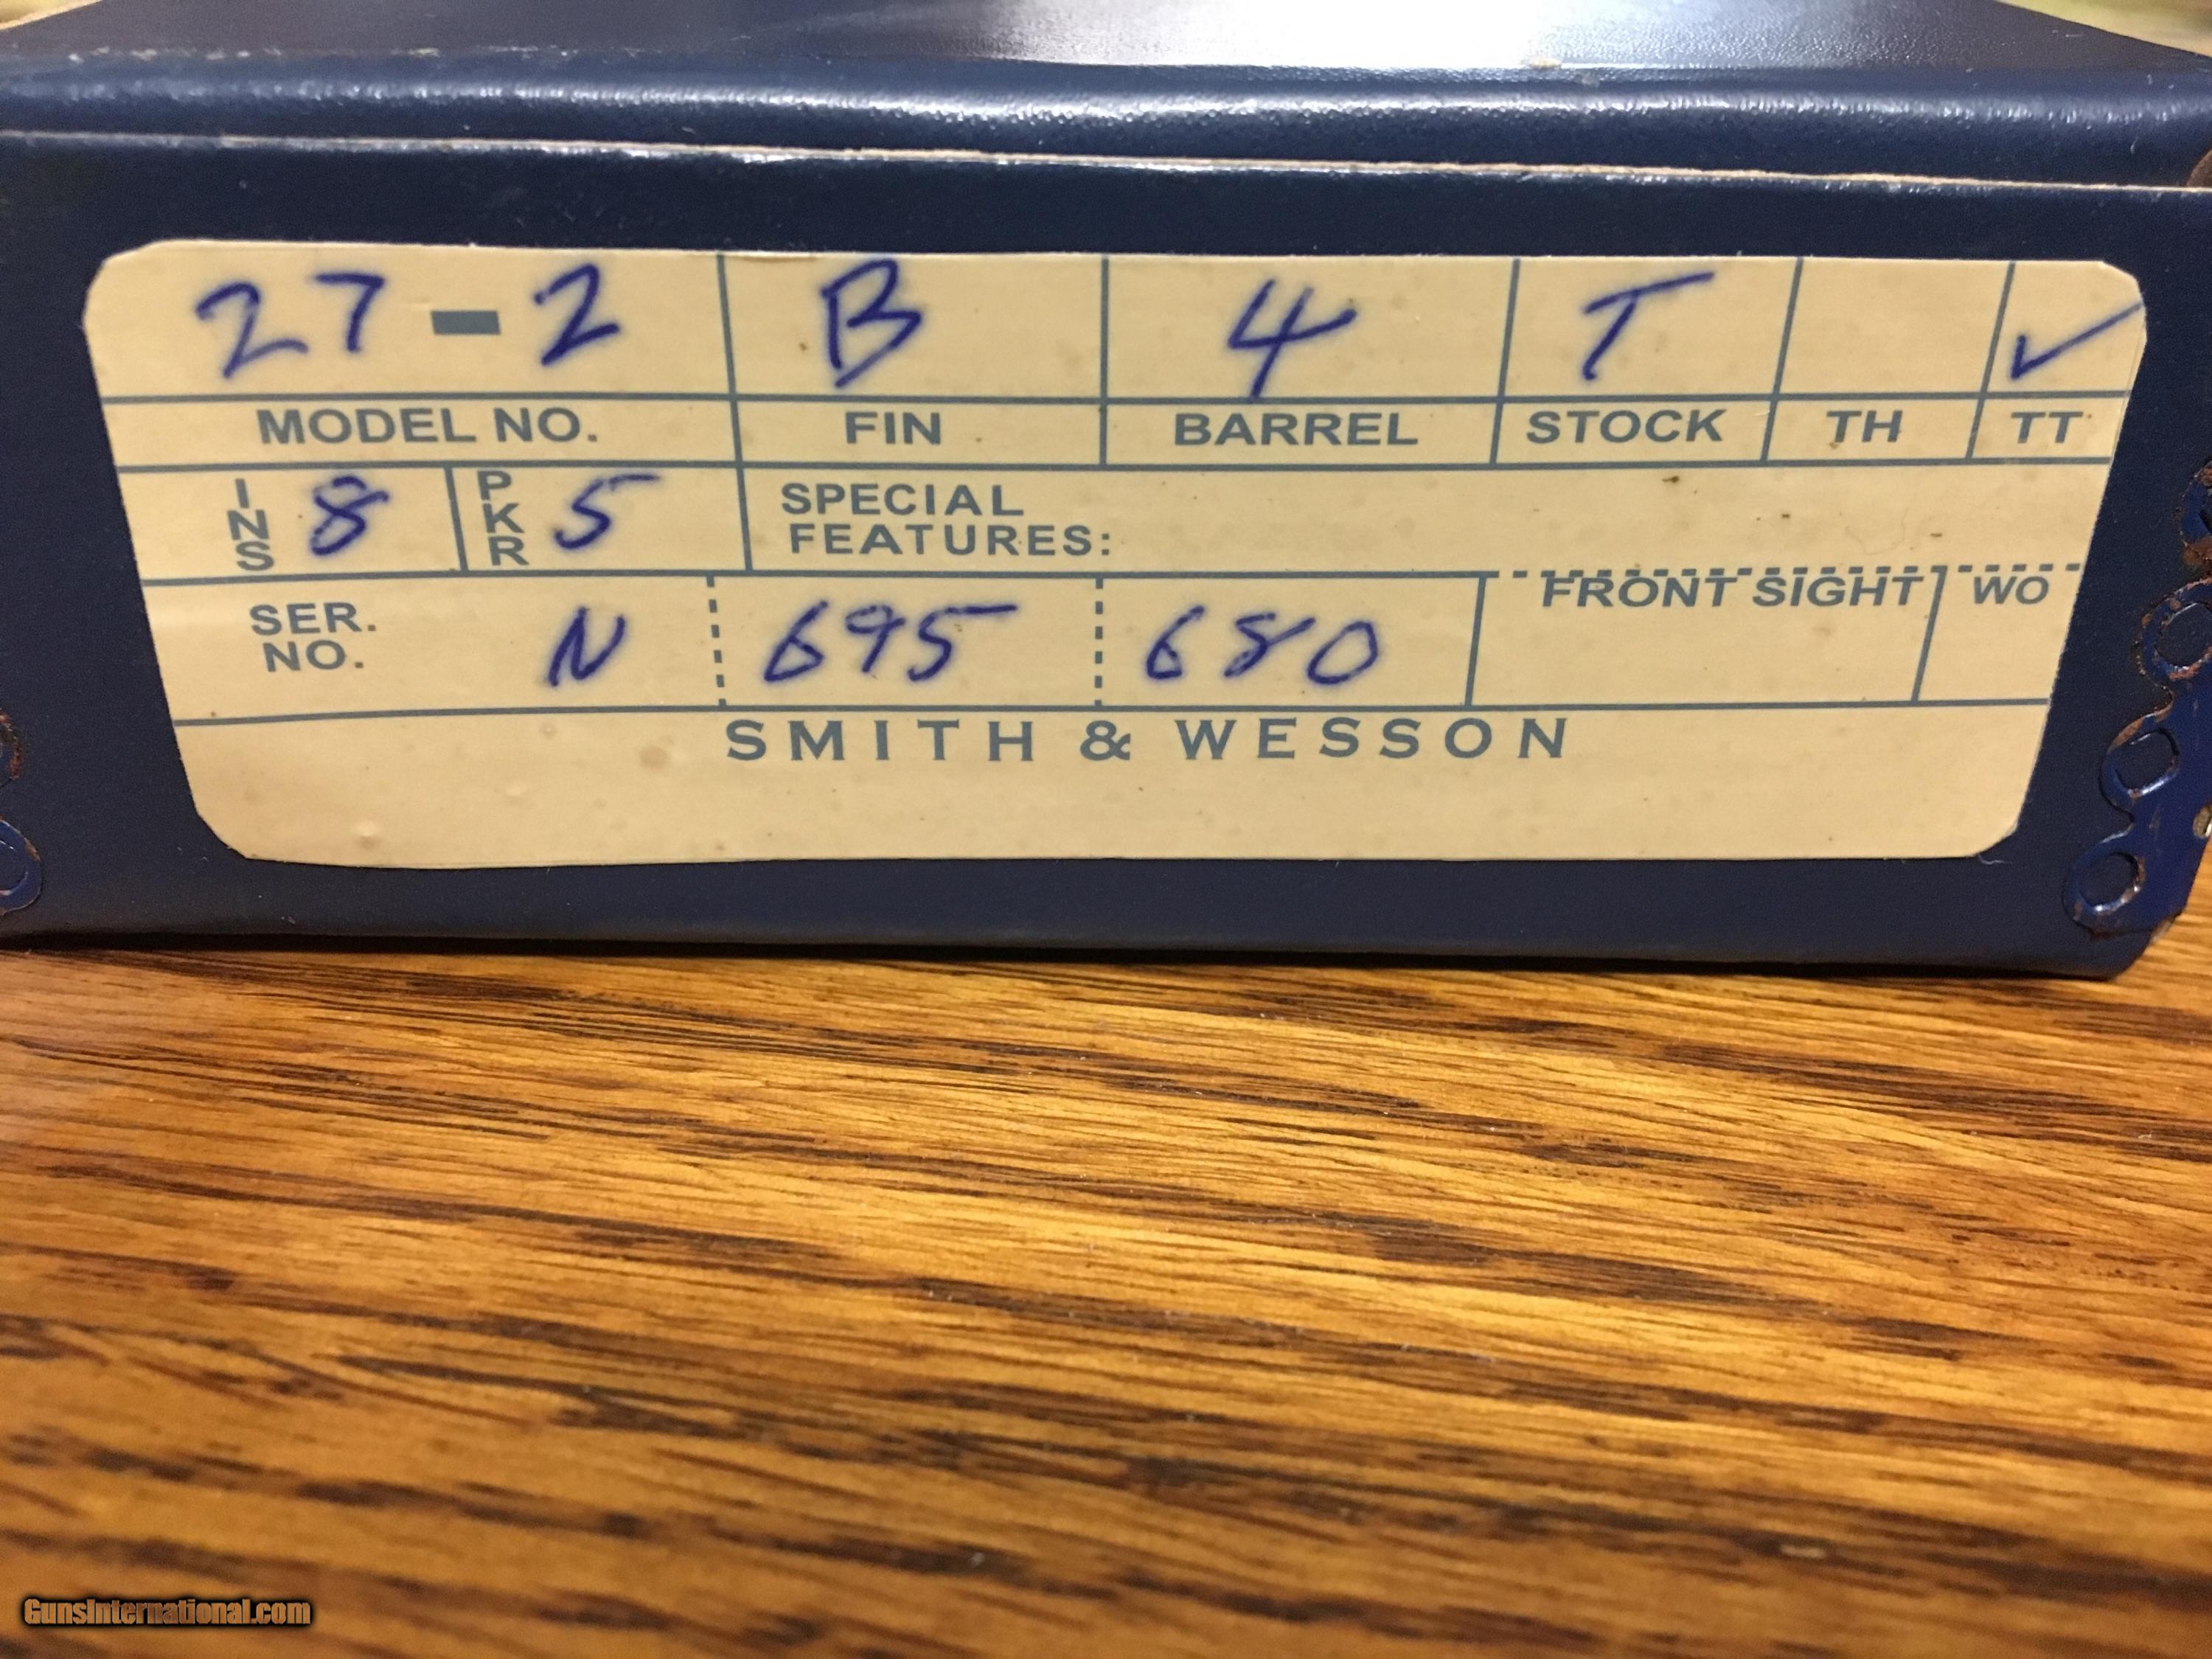 27-2 B 4 T ✓
MODEL NO. FIN BARREL STOCK TH TT
INS 8 PKR 5 SPECIAL
FEATURES:
FRONT SIGHT WO
SER.
NO. N 695 680
SMITH & WESSON
GunsInternational.com